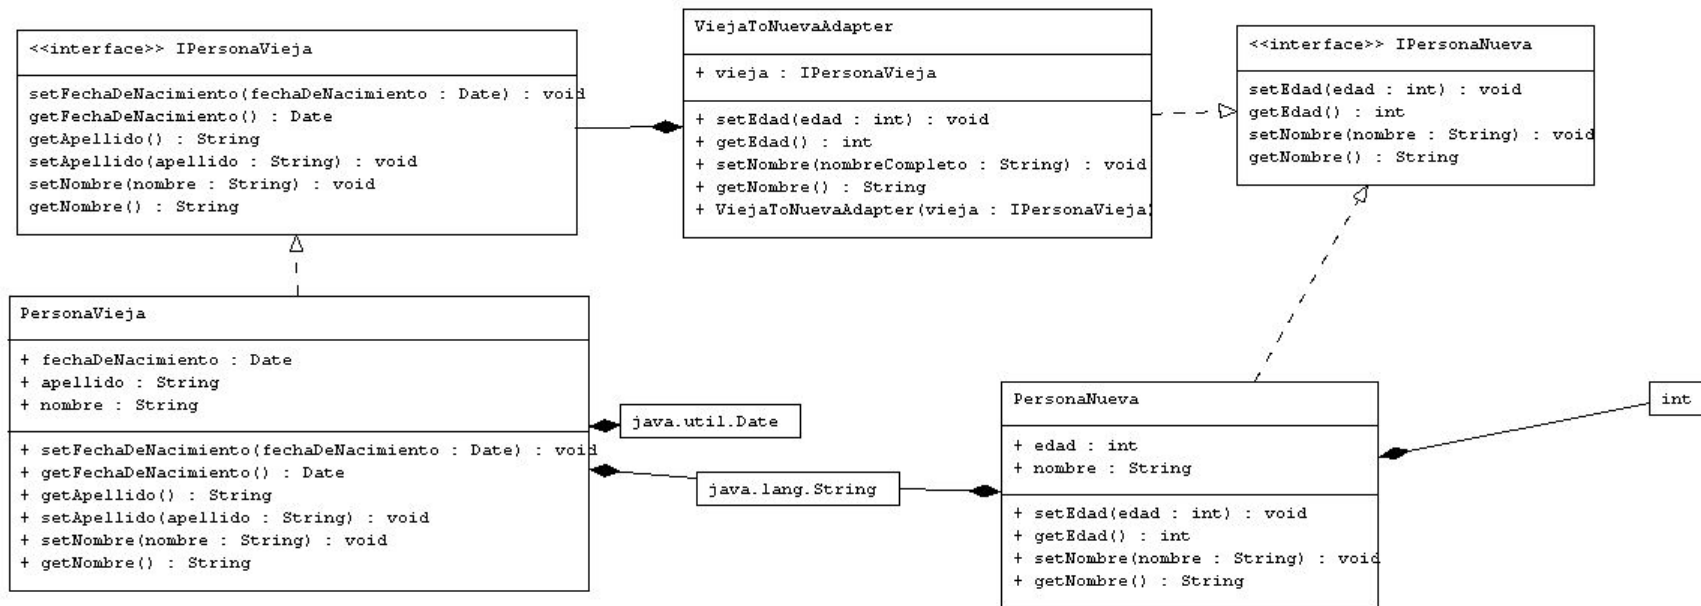 <<interface>> IPersonaVieja
setFechaDeNacimiento(fechaDeNacimiento : Date) : void
getFechaDeNacimiento() : Date
getApellido() : String
setApellido(apellido : String) : void
setNombre(nombre : String) : void
getNombre() : String
ViejaToNuevaAdapter
+ vieja : IPersonaVieja
+ setEdad(edad : int) : void
+ getEdad() : int
+ setNombre(nombreCompleto : String) : void
+ getNombre() : String
+ ViejaToNuevaAdapter(vieja : IPersonaVieja)
<<interface>> IPersonaNueva
setEdad(edad : int) : void
getEdad() : int
setNombre(nombre : String) : void
getNombre() : String
PersonaVieja
+ fechaDeNacimiento : Date
+ apellido : String
+ nombre : String
+ setFechaDeNacimiento(fechaDeNacimiento : Date) : void
+ getFechaDeNacimiento() : Date
+ getApellido() : String
+ setApellido(apellido : String) : void
+ setNombre(nombre : String) : void
+ getNombre() : String
java.util.Date
java.lang.String
PersonaNueva
+ edad : int
+ nombre : String
+ setEdad(edad : int) : void
+ getEdad() : int
+ setNombre(nombre : String) : void
+ getNombre() : String
int